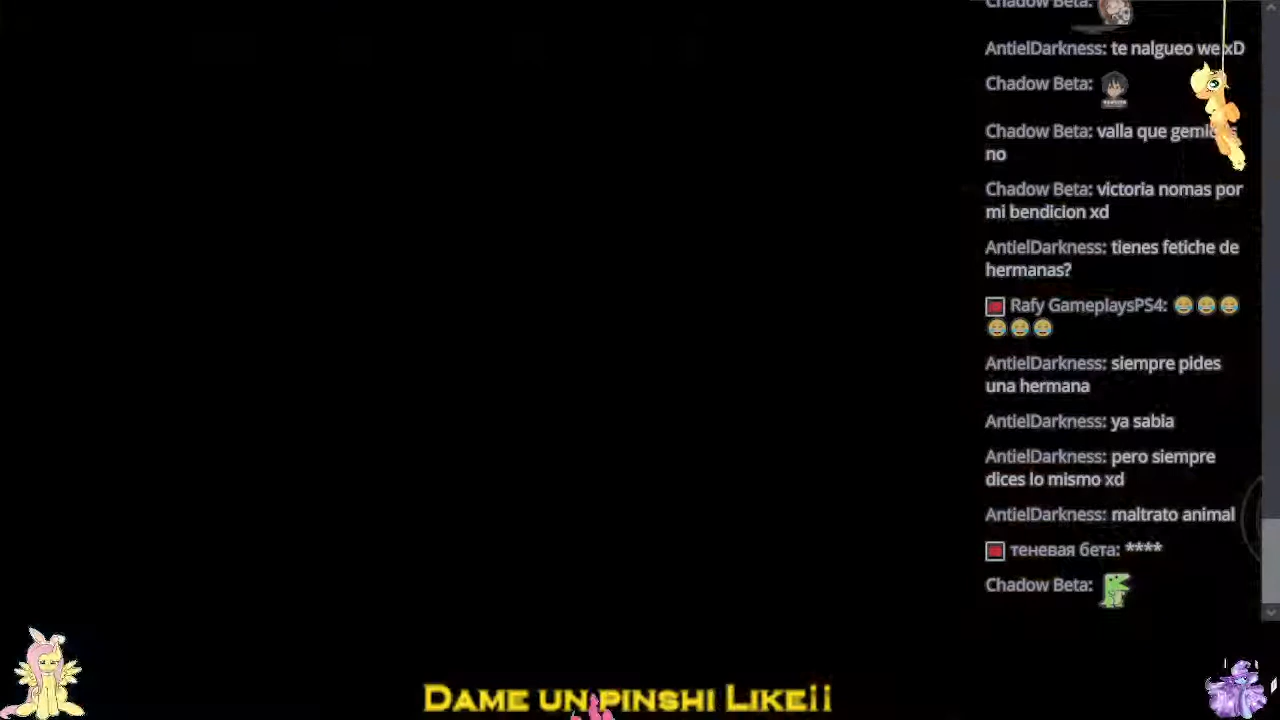 Chadow Beta:
AntielDarkness: te nalgueo we xD
Chadow Beta:
Chadow Beta: valla que
no
Chadow Beta: victoria nomas por
mi bendicion xd
AntielDarkness: tienes fetiche de
hermanas?
Rafy GameplaysPS4: 😂😂😂
😂😂😂
AntielDarkness: siempre pides
una hermana
AntielDarkness: ya sabia
AntielDarkness: pero siempre
dices lo mismo xd
AntielDarkness: maltrato animal
теневая бета: ****
Chadow Beta:
Dame un pinshi Like¡¡